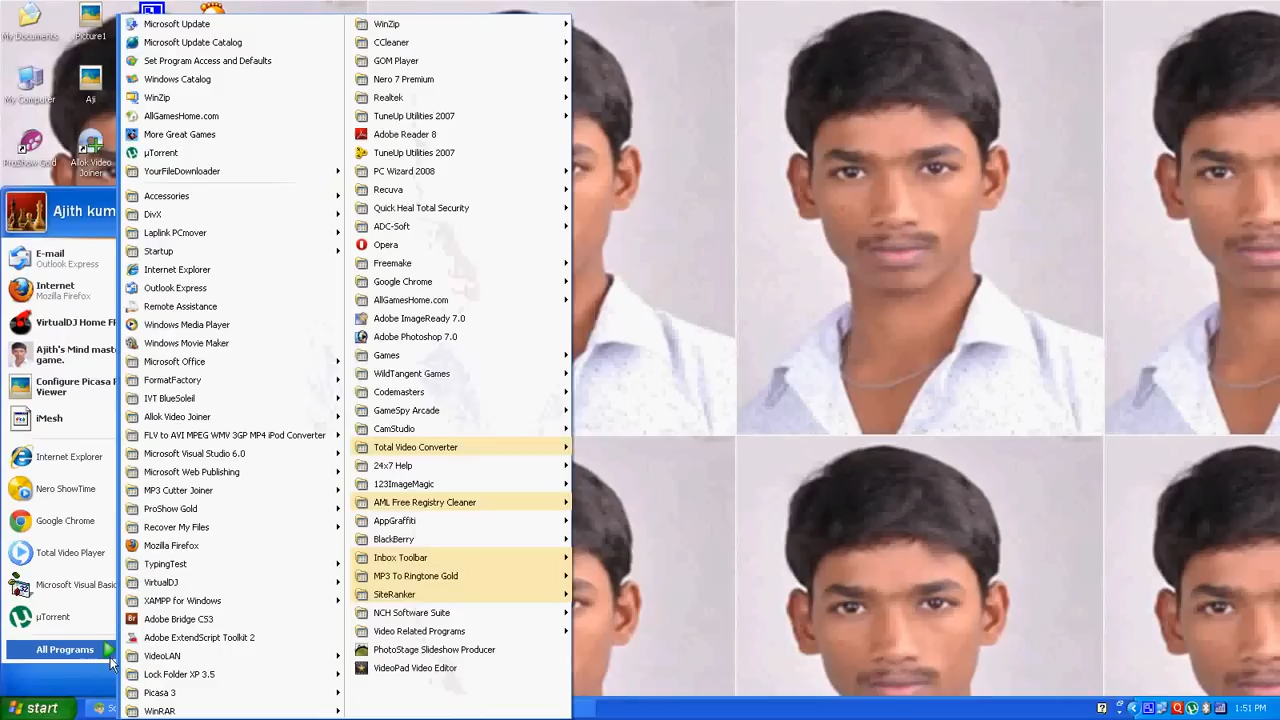 My Documents
Picture1
My Computer
Aji
ProShow Gold
Allok Video
Joiner
Ajith kum
E-mail
Outlook Express
Internet
Mozilla Firefox
VirtualDJ Home F
Ajith's Mind mast
game.
Configure Picasa P
Viewer
iMesh
Internet Explorer
Nero ShowTime
Google Chrome
Total Video Player
Microsoft Visual Basic
µTorrent
All Programs
start
Microsoft Update
Microsoft Update Catalog
Set Program Access and Defaults
Windows Catalog
WinZip
AllGamesHome.com
More Great Games
µTorrent
YourFileDownloader
Accessories
DivX
Laplink PCmover
Startup
Internet Explorer
Outlook Express
Remote Assistance
Windows Media Player
Windows Movie Maker
Microsoft Office
FormatFactory
IVT BlueSoleil
Allok Video Joiner
FLV to AVI MPEG WMV 3GP MP4 iPod Converter
Microsoft Visual Studio 6.0
Microsoft Web Publishing
MP3 Cutter Joiner
ProShow Gold
Recover My Files
Mozilla Firefox
TypingTest
VirtualDJ
XAMPP for Windows
Adobe Bridge CS3
Adobe ExtendScript Toolkit 2
VideoLAN
Lock Folder XP 3.5
Picasa 3
WinRAR
WinZip
CCleaner
GOM Player
Nero 7 Premium
Realtek
TuneUp Utilities 2007
Adobe Reader 8
TuneUp Utilities 2007
PC Wizard 2008
Recuva
Quick Heal Total Security
ADC-Soft
Opera
Freemake
Google Chrome
AllGamesHome.com
Adobe ImageReady 7.0
Adobe Photoshop 7.0
Games
WildTangent Games
Codemasters
GameSpy Arcade
CamStudio
Total Video Converter
24x7 Help
123ImageMagic
AML Free Registry Cleaner
AppGraffiti
BlackBerry
Inbox Toolbar
MP3 To Ringtone Gold
SiteRanker
NCH Software Suite
Video Related Programs
PhotoStage Slideshow Producer
VideoPad Video Editor
1:51 PM